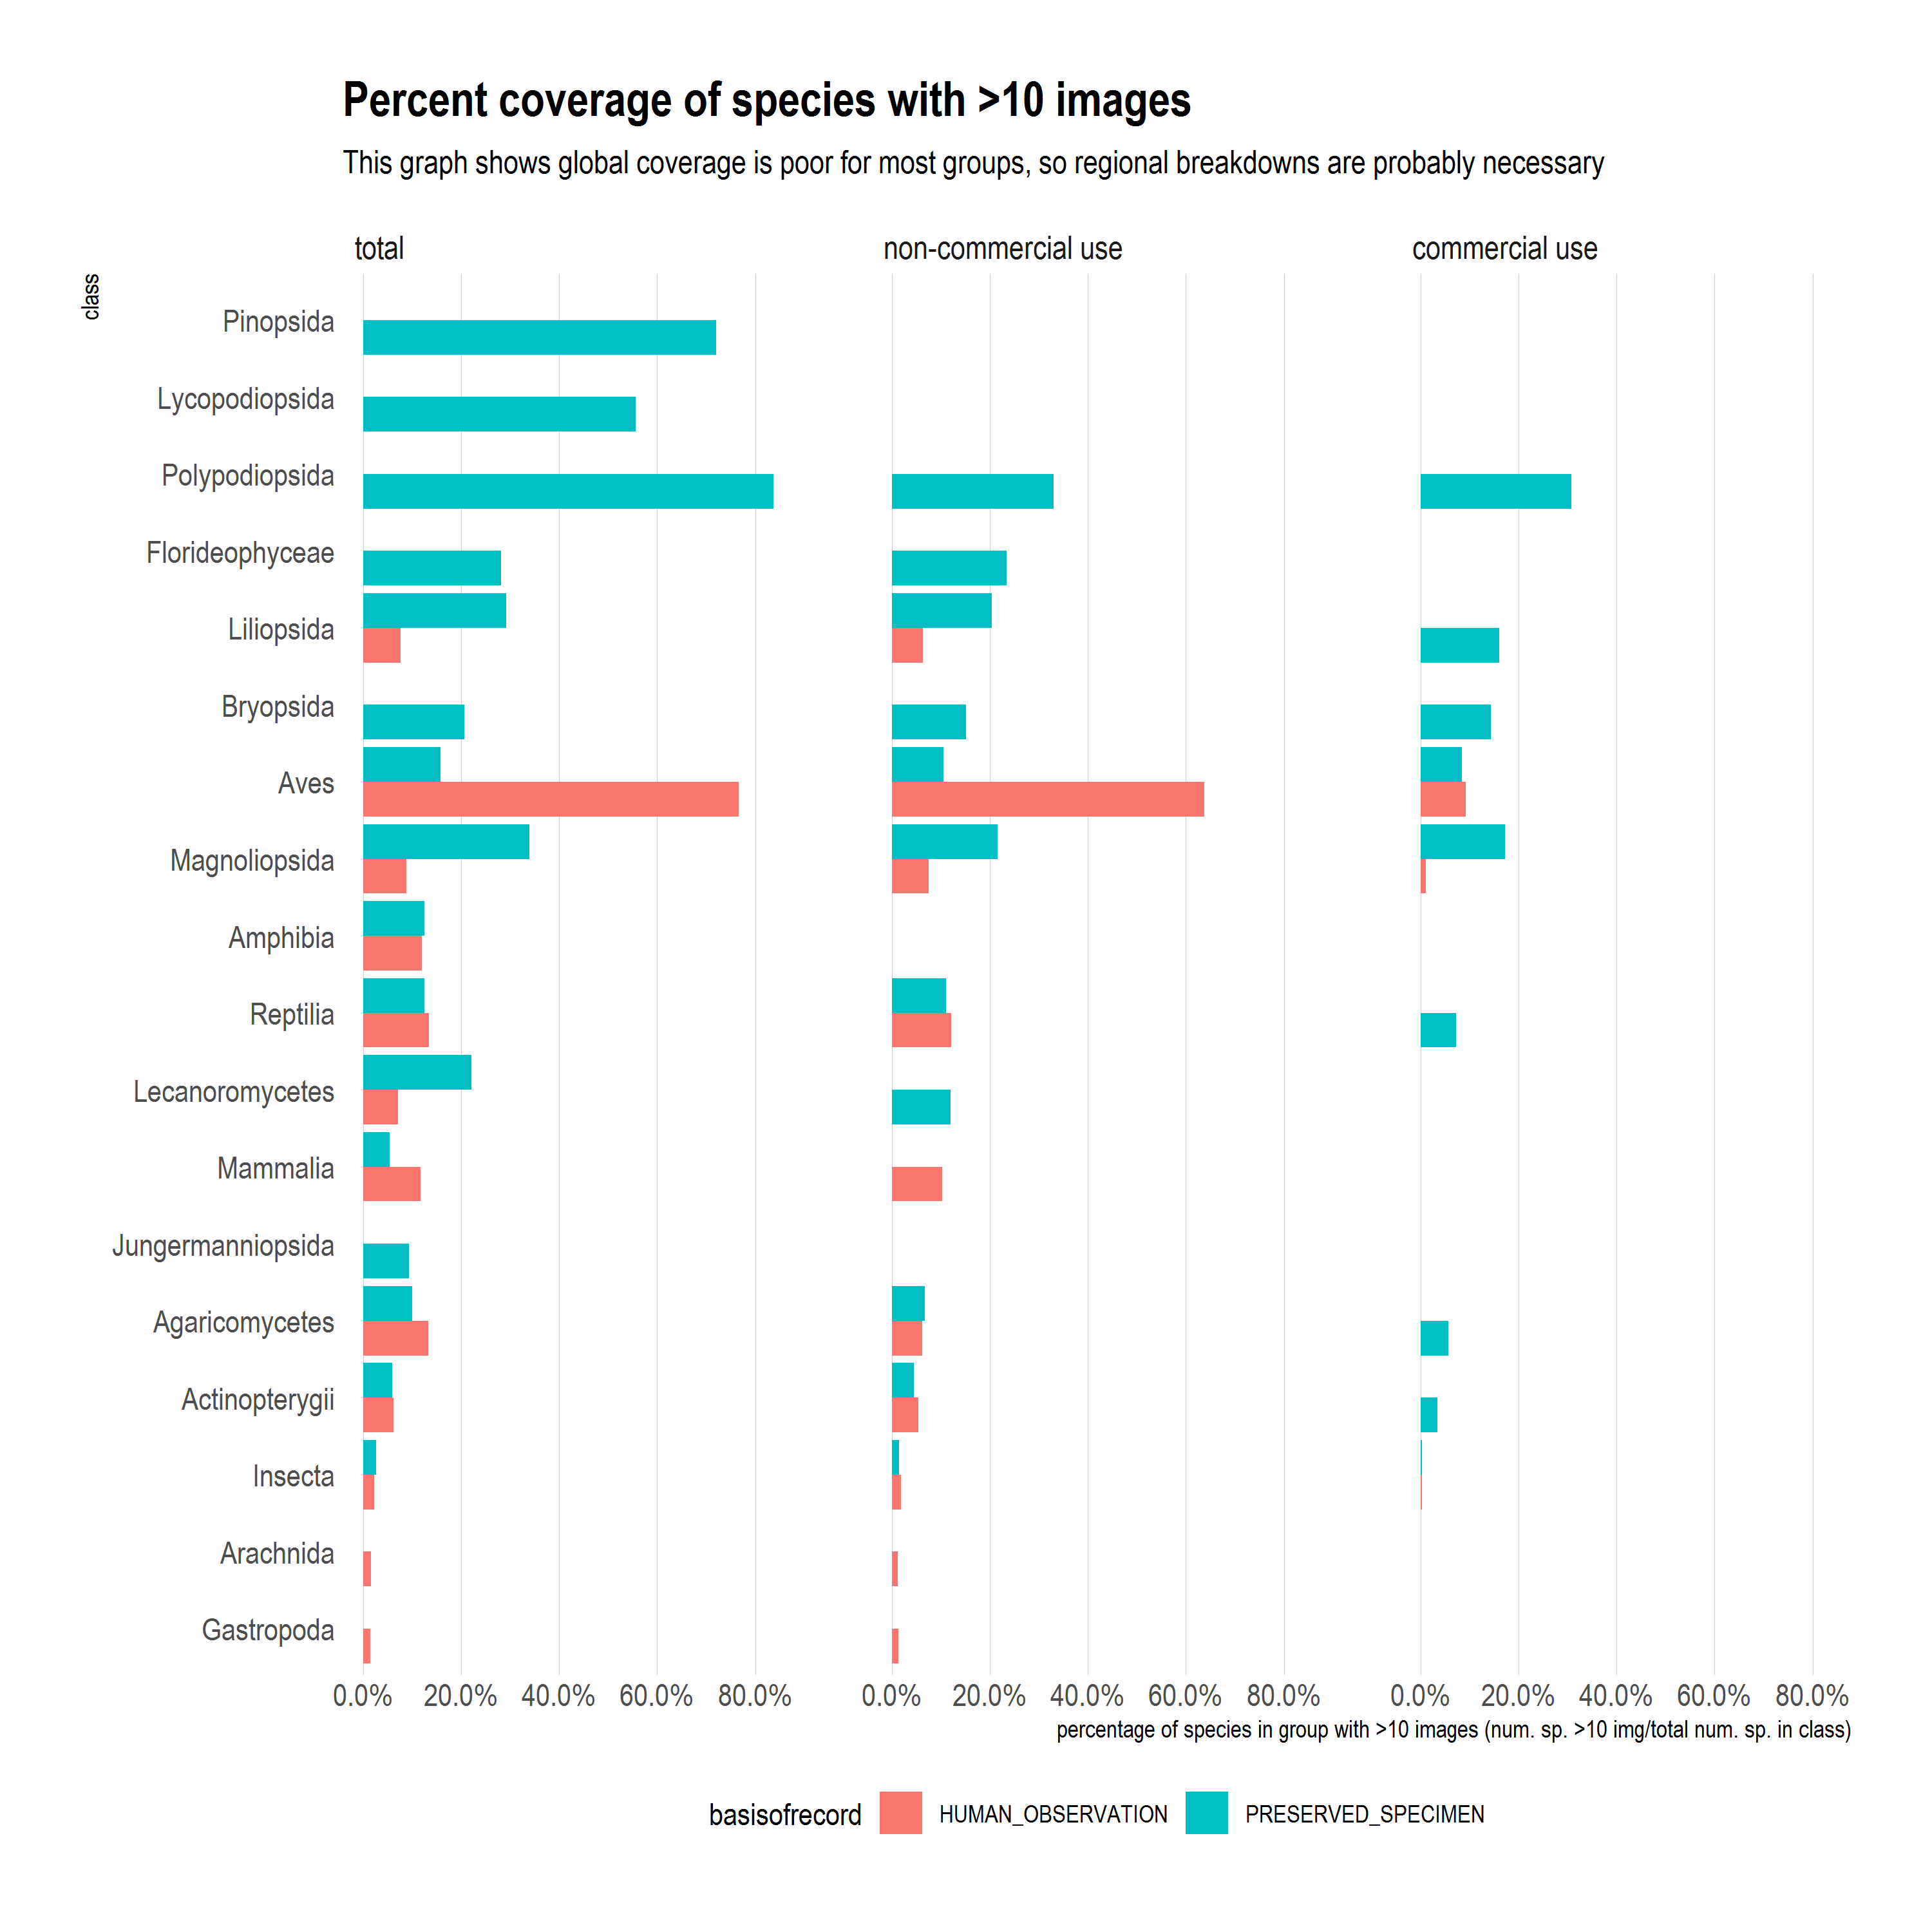 Percent coverage of species with >10 images
This graph shows global coverage is poor for most groups, so regional breakdowns are probably necessary
total
non-commercial use
commercial use
class
Pinopsida
Lycopodiopsida
Polypodiopsida
Florideophyceae
Liliopsida
Bryopsida
Aves
Magnoliopsida
Amphibia
Reptilia
Lecanoromycetes
Mammalia
Jungermanniopsida
Agaricomycetes
Actinopterygii
Insecta
Arachnida
Gastropoda
0.0% 20.0% 40.0% 60.0% 80.0%
0.0% 20.0% 40.0% 60.0% 80.0%
0.0% 20.0% 40.0% 60.0% 80.0%
percentage of species in group with >10 images (num. sp. >10 img/total num. sp. in class)
basisofrecord HUMAN_OBSERVATION PRESERVED_SPECIMEN